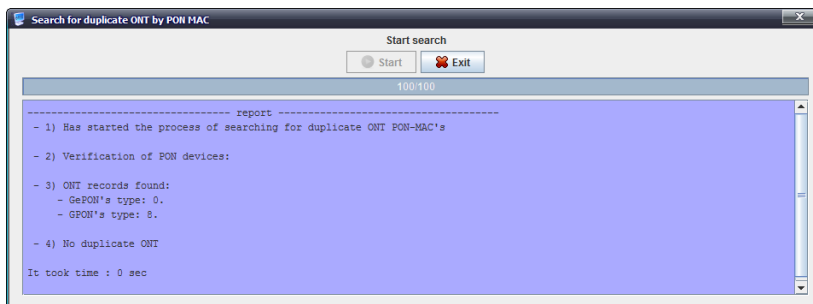 Search for duplicate ONT by PON MAC
Start search
Start
Exit
100/100
---------------------------------- report -------------------------------------
- 1) Has started the process of searching for duplicate ONT PON-MAC's
- 2) Verification of PON devices:
- 3) ONT records found:
- GePON's type: 0.
- GPON's type: 8.
- 4) No duplicate ONT
It took time : 0 sec